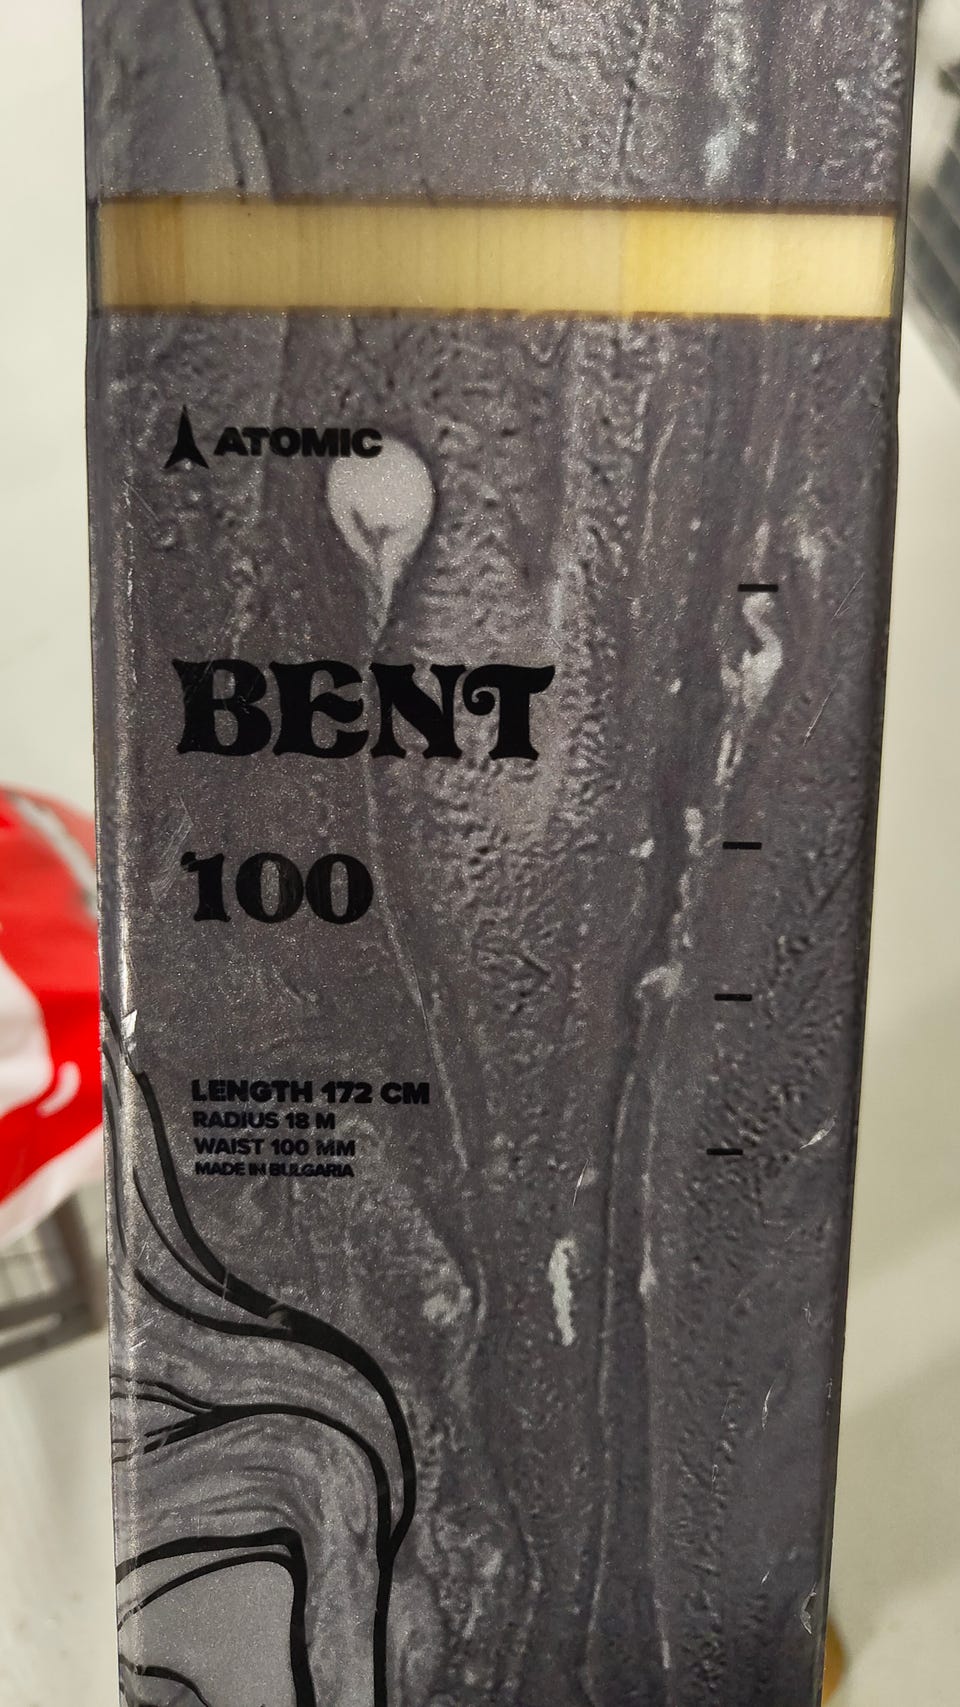 ATOMIC
BENT
100
LENGTH 172 CM
RADIUS 18 M
WAIST 100 MM
MADE IN BULGARIA